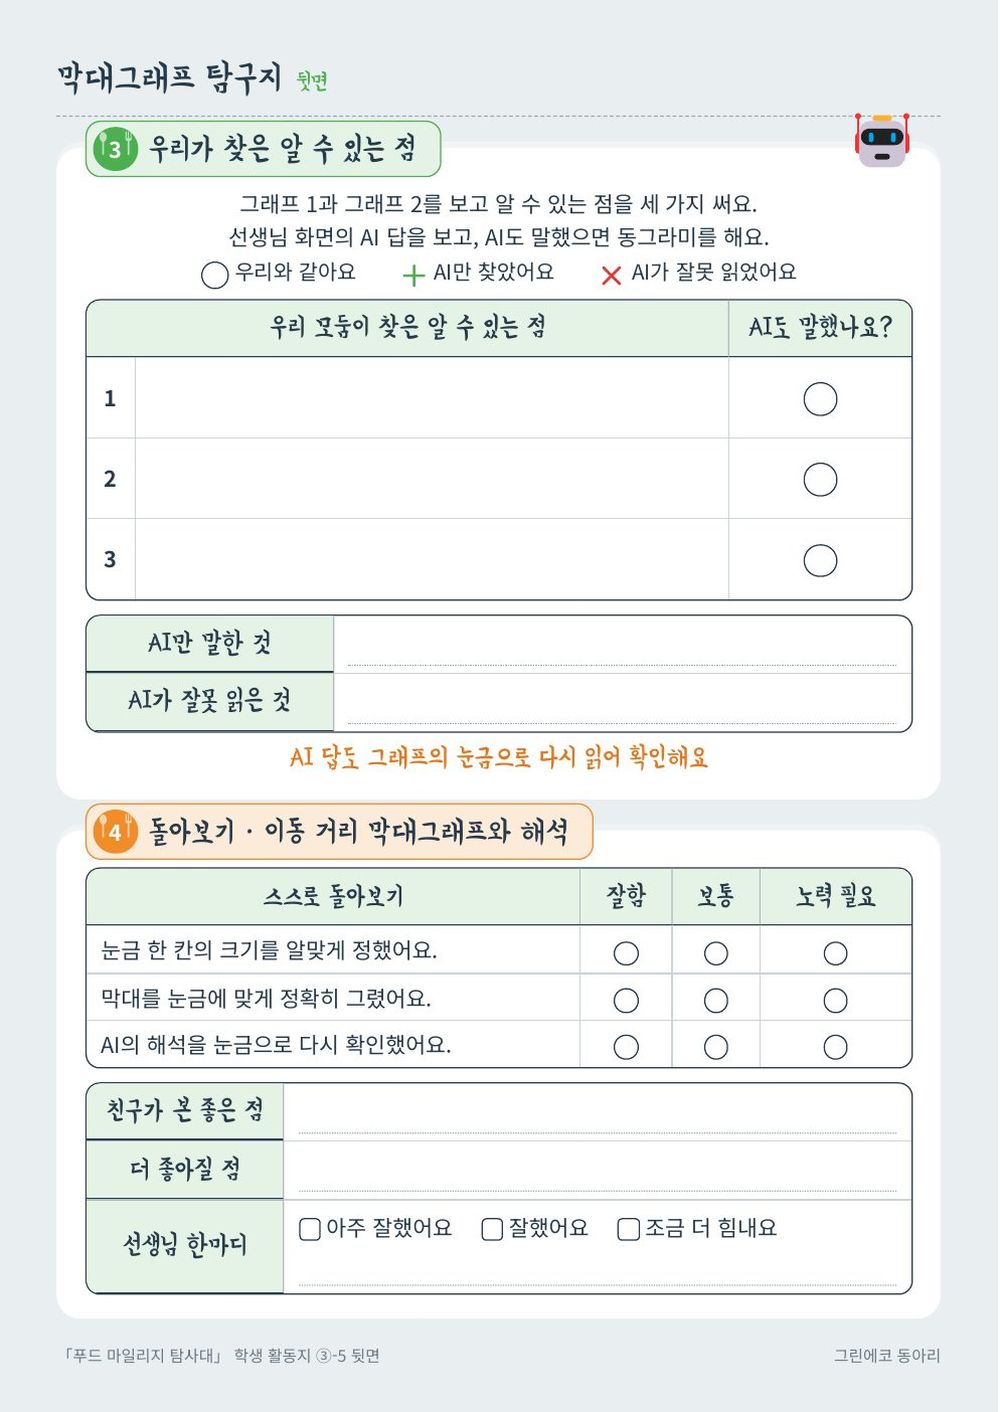 막대그래프 탐구지 뒷면
3 우리가 찾은 알 수 있는 점
그래프 1과 그래프 2를 보고 알 수 있는 점을 세 가지 써요.
선생님 화면의 AI 답을 보고, AI도 말했으면 동그라미를 해요.
◯ 우리와 같아요 + AI만 찾았어요 × AI가 잘못 읽었어요
우리 모둠이 찾은 알 수 있는 점 AI도 말했나요?
1
2
3
AI만 말한 것
AI가 잘못 읽은 것
AI 답도 그래프의 눈금으로 다시 읽어 확인해요
4 돌아보기 · 이동 거리 막대그래프와 해석
스스로 돌아보기 잘함 보통 노력 필요
눈금 한 칸의 크기를 알맞게 정했어요.
막대를 눈금에 맞게 정확히 그렸어요.
AI의 해석을 눈금으로 다시 확인했어요.
친구가 본 좋은 점
더 좋아질 점
선생님 한마디
아주 잘했어요 잘했어요 조금 더 힘내요
「푸드 마일리지 탐사대」 학생 활동지 ③-5 뒷면
그린에코 동아리